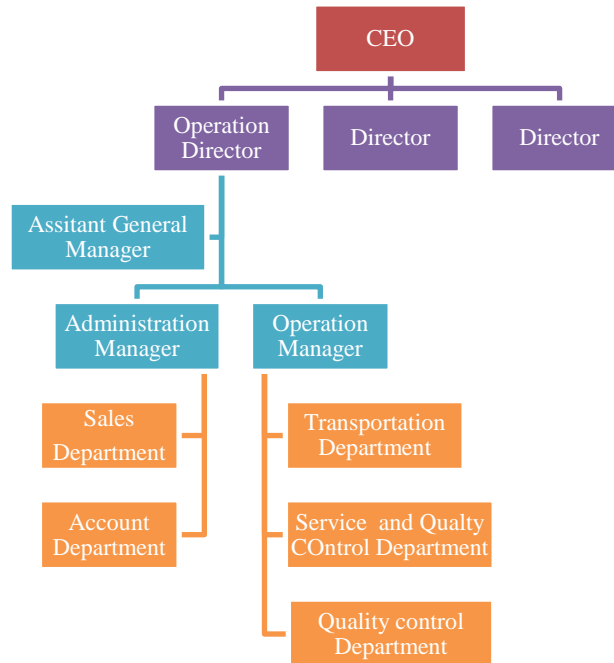 CEO
Operation
Director
Director
Director
Assitant General
Manager
Administration
Manager
Operation
Manager
Sales
Department
Transportation
Department
Account
Department
Service and Qualty
COntrol Department
Quality control
Department